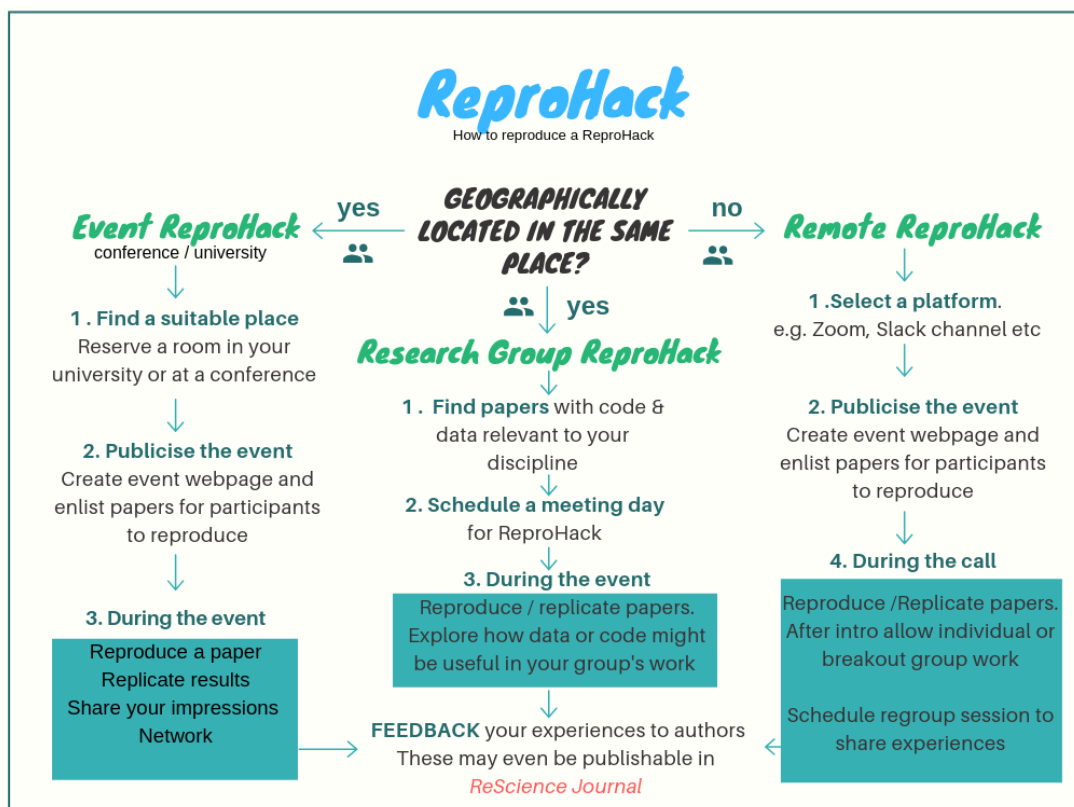 ReproHack
How to reproduce a ReproHack
GEOGRAPHICALLY
LOCATED IN THE SAME
PLACE?
yes
Event ReproHack
conference / university
1 . Find a suitable place
Reserve a room in your
university or at a conference
2. Publicise the event
Create event webpage and
enlist papers for participants
to reproduce
3. During the event
Reproduce a paper
Replicate results
Share your impressions
Network
yes
Research Group ReproHack
1 . Find papers with code &
data relevant to your
discipline
2. Schedule a meeting day
for ReproHack
3. During the event
Reproduce / replicate papers.
Explore how data or code might
be useful in your group's work
no
Remote ReproHack
1 .Select a platform.
e.g. Zoom, Slack channel etc
2. Publicise the event
Create event webpage and
enlist papers for participants
to reproduce
4. During the call
Reproduce /Replicate papers.
After intro allow individual or
breakout group work
Schedule regroup session to
share experiences
FEEDBACK your experiences to authors
These may even be publishable in
ReScience Journal